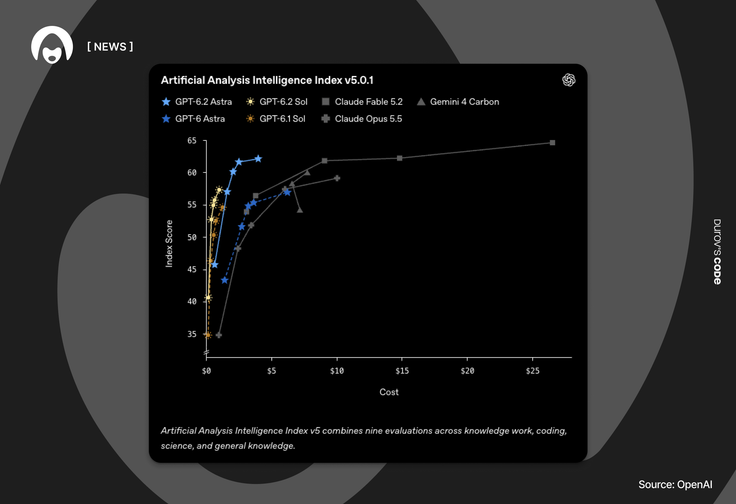 [ NEWS ]
Artificial Analysis Intelligence Index v5.0.1
GPT-6.2 Astra
GPT-6.2 Sol
Claude Fable 5.2
Gemini 4 Carbon
GPT-6 Astra
GPT-6.1 Sol
Claude Opus 5.5
65
60
55
50
45
40
35
Index Score
$0
$5
$10
$15
$20
$25
Cost
Artificial Analysis Intelligence Index v5 combines nine evaluations across knowledge work, coding,
science, and general knowledge.
DUROV'S CODE
Source: OpenAI